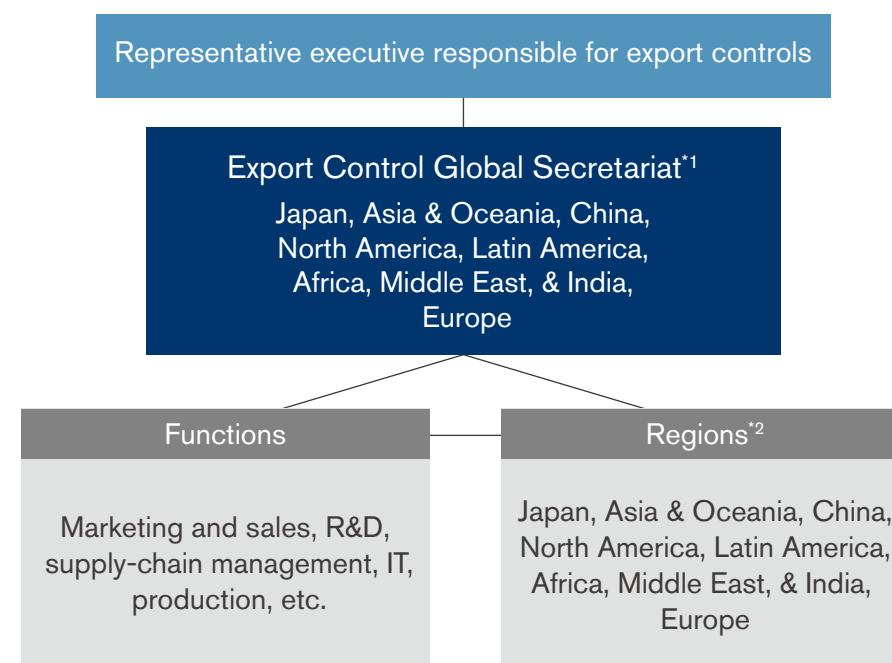 Representative executive responsible for export controls
Export Control Global Secretariat*1
Japan, Asia & Oceania, China,
North America, Latin America,
Africa, Middle East, & India,
Europe
Functions
Marketing and sales, R&D,
supply-chain management, IT,
production, etc.
Regions*2
Japan, Asia & Oceania, China,
North America, Latin America,
Africa, Middle East, & India,
Europe